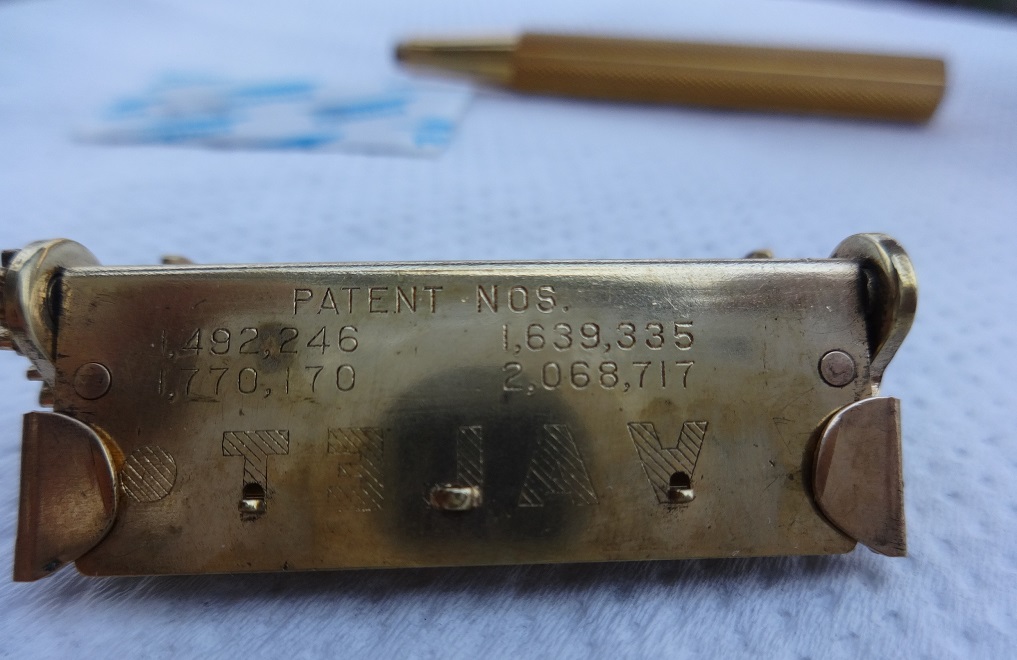 PATENT NOS.
1,492,246 1,639,335
1,770,170 2,068,717
VALET